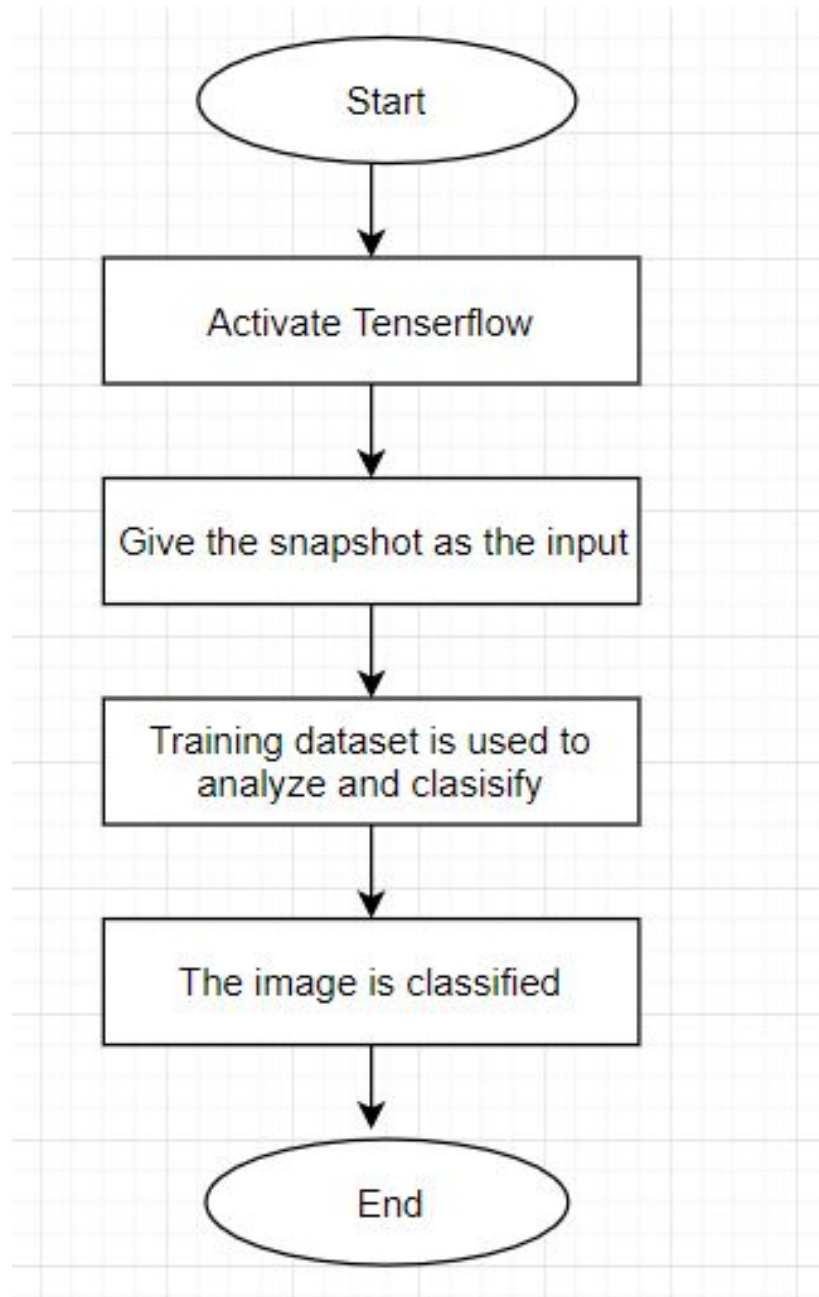 Start
Activate Tenserflow
Give the snapshot as the input
Training dataset is used to
analyze and clasisify
The image is classified
End